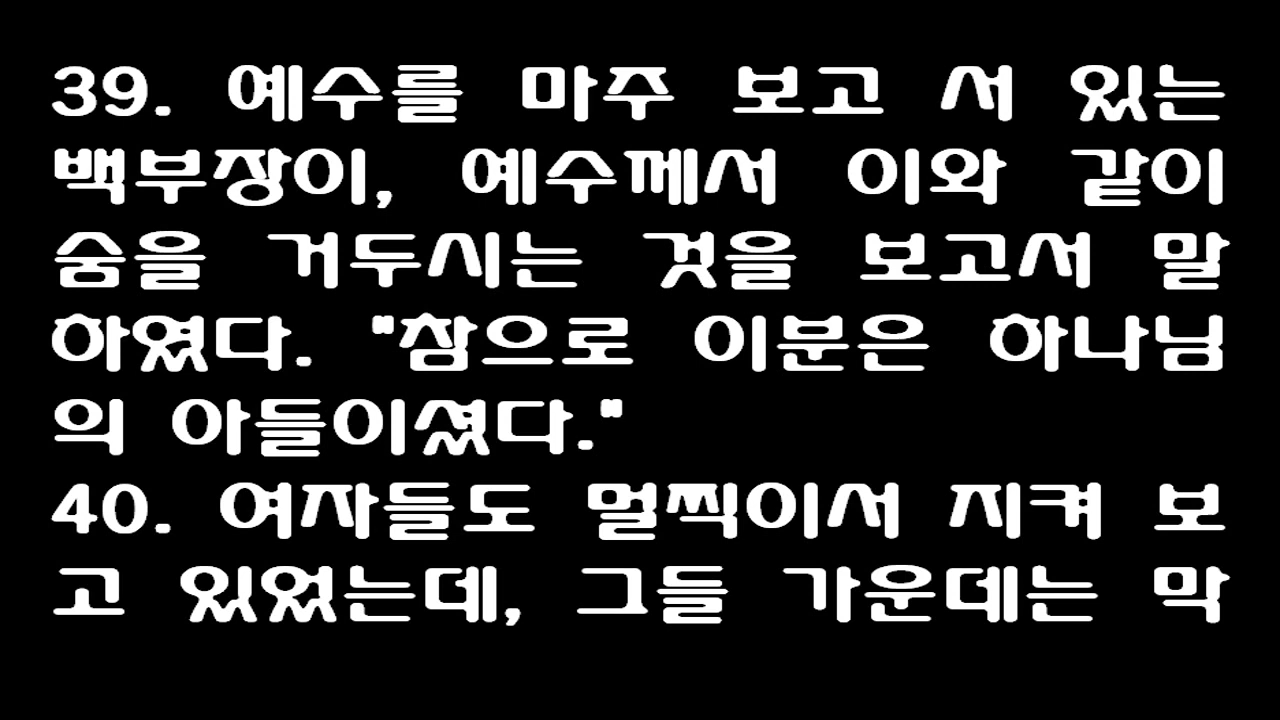 39. 예수를 마주 보고 서 있는
백부장이, 예수께서 이와 같이
숨을 거두시는 것을 보고서 말
하였다. "참으로 이분은 하나님
의 아들이셨다."
40. 여자들도 멀찍이서 지켜 보
고 있었는데, 그들 가운데는 막